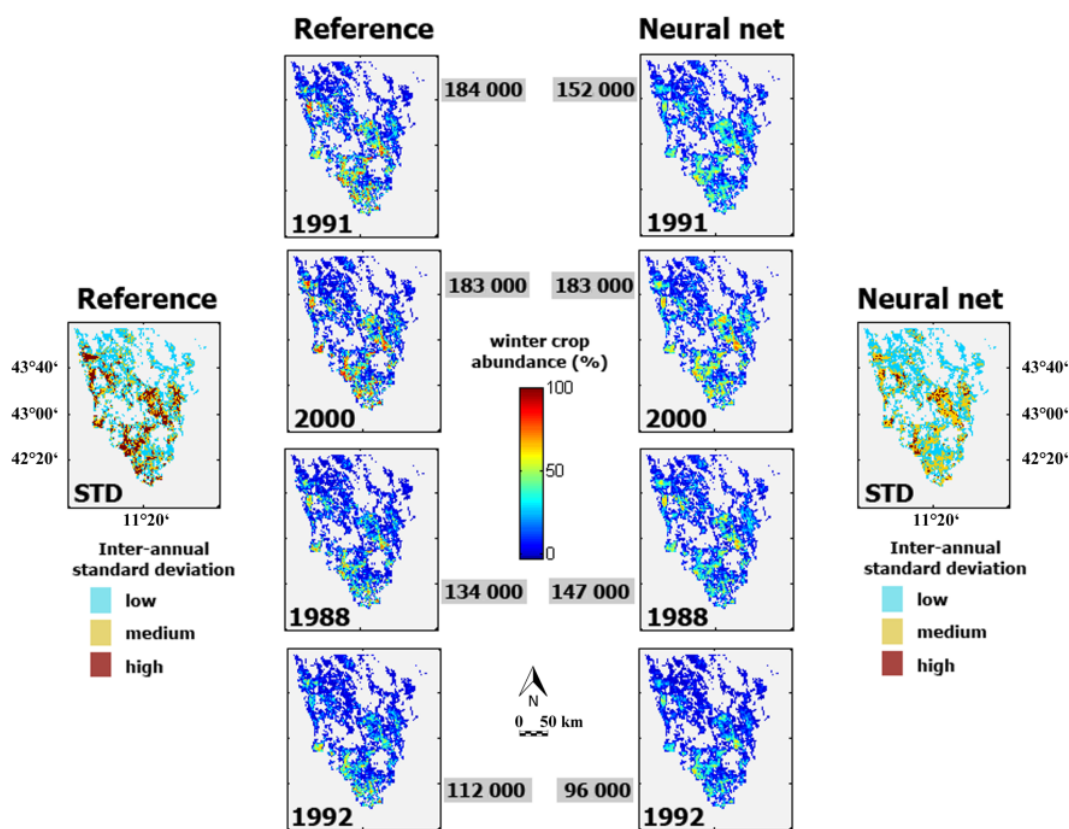 Reference
Neural net
184 000
152 000
1991
1991
183 000
183 000
2000
2000
winter crop
abundance (%)
100
50
0
Reference
43°40‘
43°00‘
42°20‘
STD
11°20‘
Inter-annual
standard deviation
low
medium
high
Neural net
43°40‘
43°00‘
42°20‘
STD
11°20‘
Inter-annual
standard deviation
low
medium
high
134 000
147 000
1988
1988
N
0 50 km
112 000
96 000
1992
1992